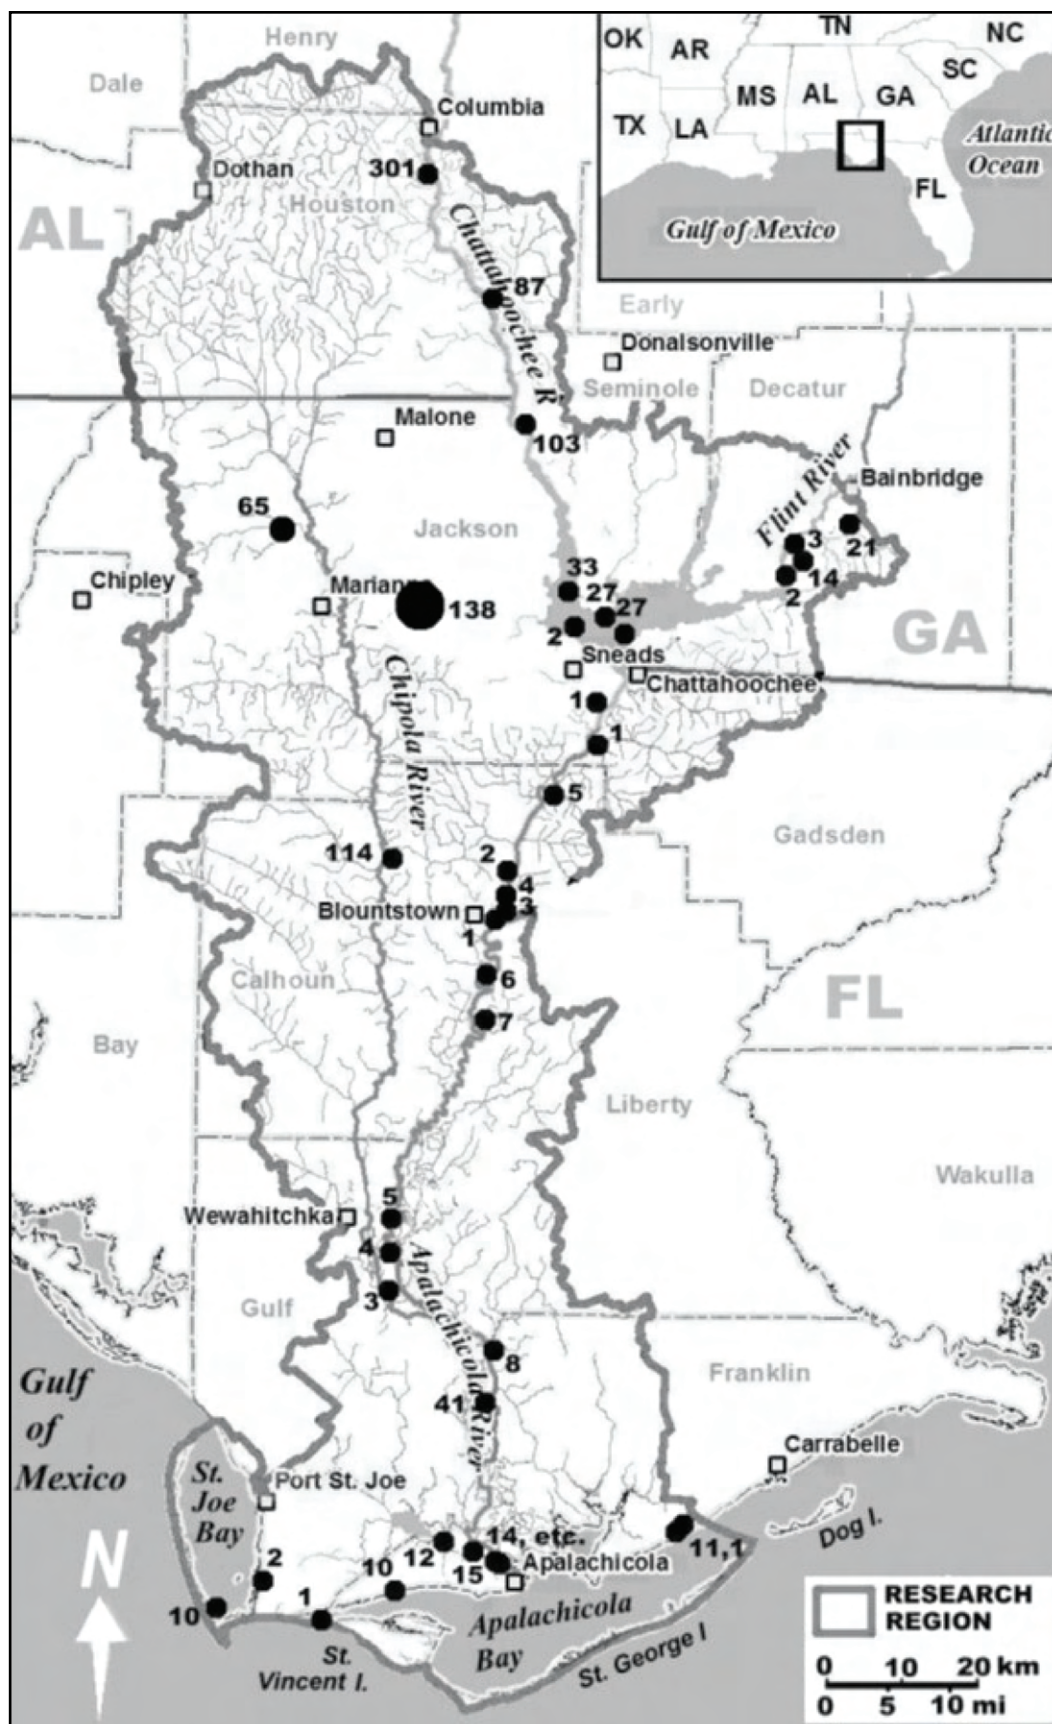 Henry
Dale
Columbia
Dothan
301
Houston
AL
Chattahoochee R.
87
OK
AR
TN
NC
SC
MS
AL
GA
TX
LA
Atlantic
Ocean
FL
Gulf of Mexico
Early
Donalsonville
Seminole
Decatur
Malone
103
Flint River
Bainbridge
65
Jackson
3
21
14
2
Chipley
Marianna
138
33
27
27
2
GA
Sneads
Chattahoochee
Chipola River
1
1
5
Gadsden
114
2
4
3
Blountstown
1
Calhoun
6
FL
7
Bay
Liberty
Wakulla
5
Wewahitchka
4
Apalachicola River
3
Gulf
8
Franklin
41
Gulf
of
Mexico
Carrabelle
St.
Joe
Bay
Port St. Joe
Dog I.
14, etc.
12
15
Apalachicola
11,1
10
2
1
10
N
Apalachicola
Bay
St. George I
St.
Vincent I.
RESEARCH
REGION
0 10 20 km
0 5 10 mi